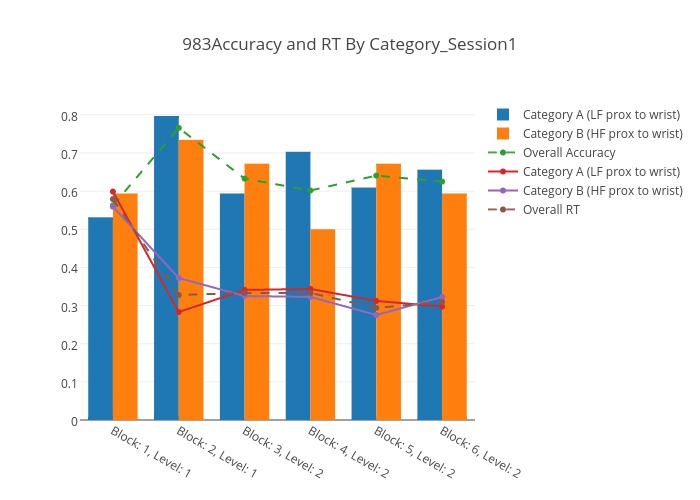 983Accuracy and RT By Category_Session1
0.8
0.7
0.6
0.5
0.4
0.3
0.2
0.1
0
Block: 1, Level: 1
Block: 2, Level: 1
Block: 3, Level: 2
Block: 4, Level: 2
Block: 5, Level: 2
Block: 6, Level: 2
Category A (LF prox to wrist)
Category B (HF prox to wrist)
Overall Accuracy
Category A (LF prox to wrist)
Category B (HF prox to wrist)
Overall RT